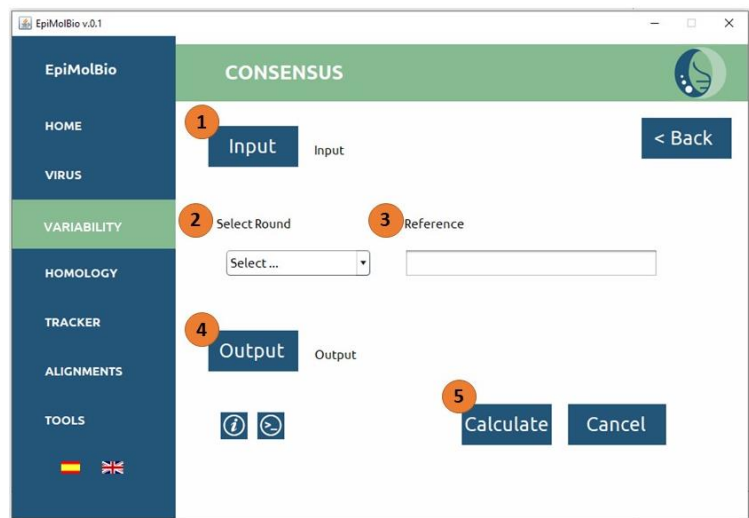 EpiMolBio v.0.1
EpiMolBio
CONSENSUS
HOME
VIRUS
VARIABILITY
HOMOLOGY
TRACKER
ALIGNMENTS
TOOLS
1
Input
Input
< Back
2
Select Round
3
Reference
Select ...
4
Output
Output
5
i
>_
Calculate
Cancel